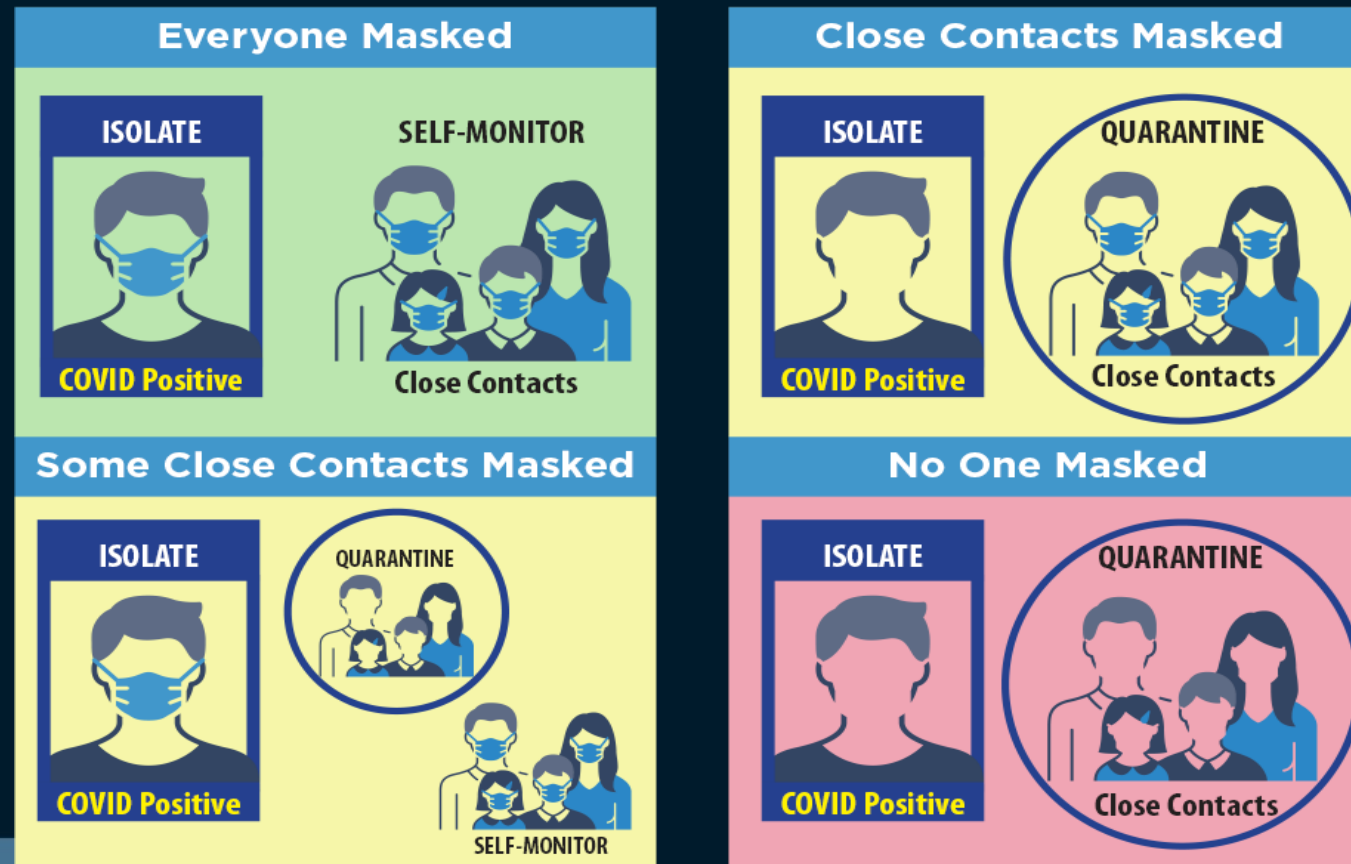 Everyone Masked
ISOLATE
SELF-MONITOR
COVID Positive
Close Contacts
Close Contacts Masked
ISOLATE
QUARANTINE
COVID Positive
Close Contacts
Some Close Contacts Masked
ISOLATE
QUARANTINE
COVID Positive
SELF-MONITOR
No One Masked
ISOLATE
QUARANTINE
COVID Positive
Close Contacts